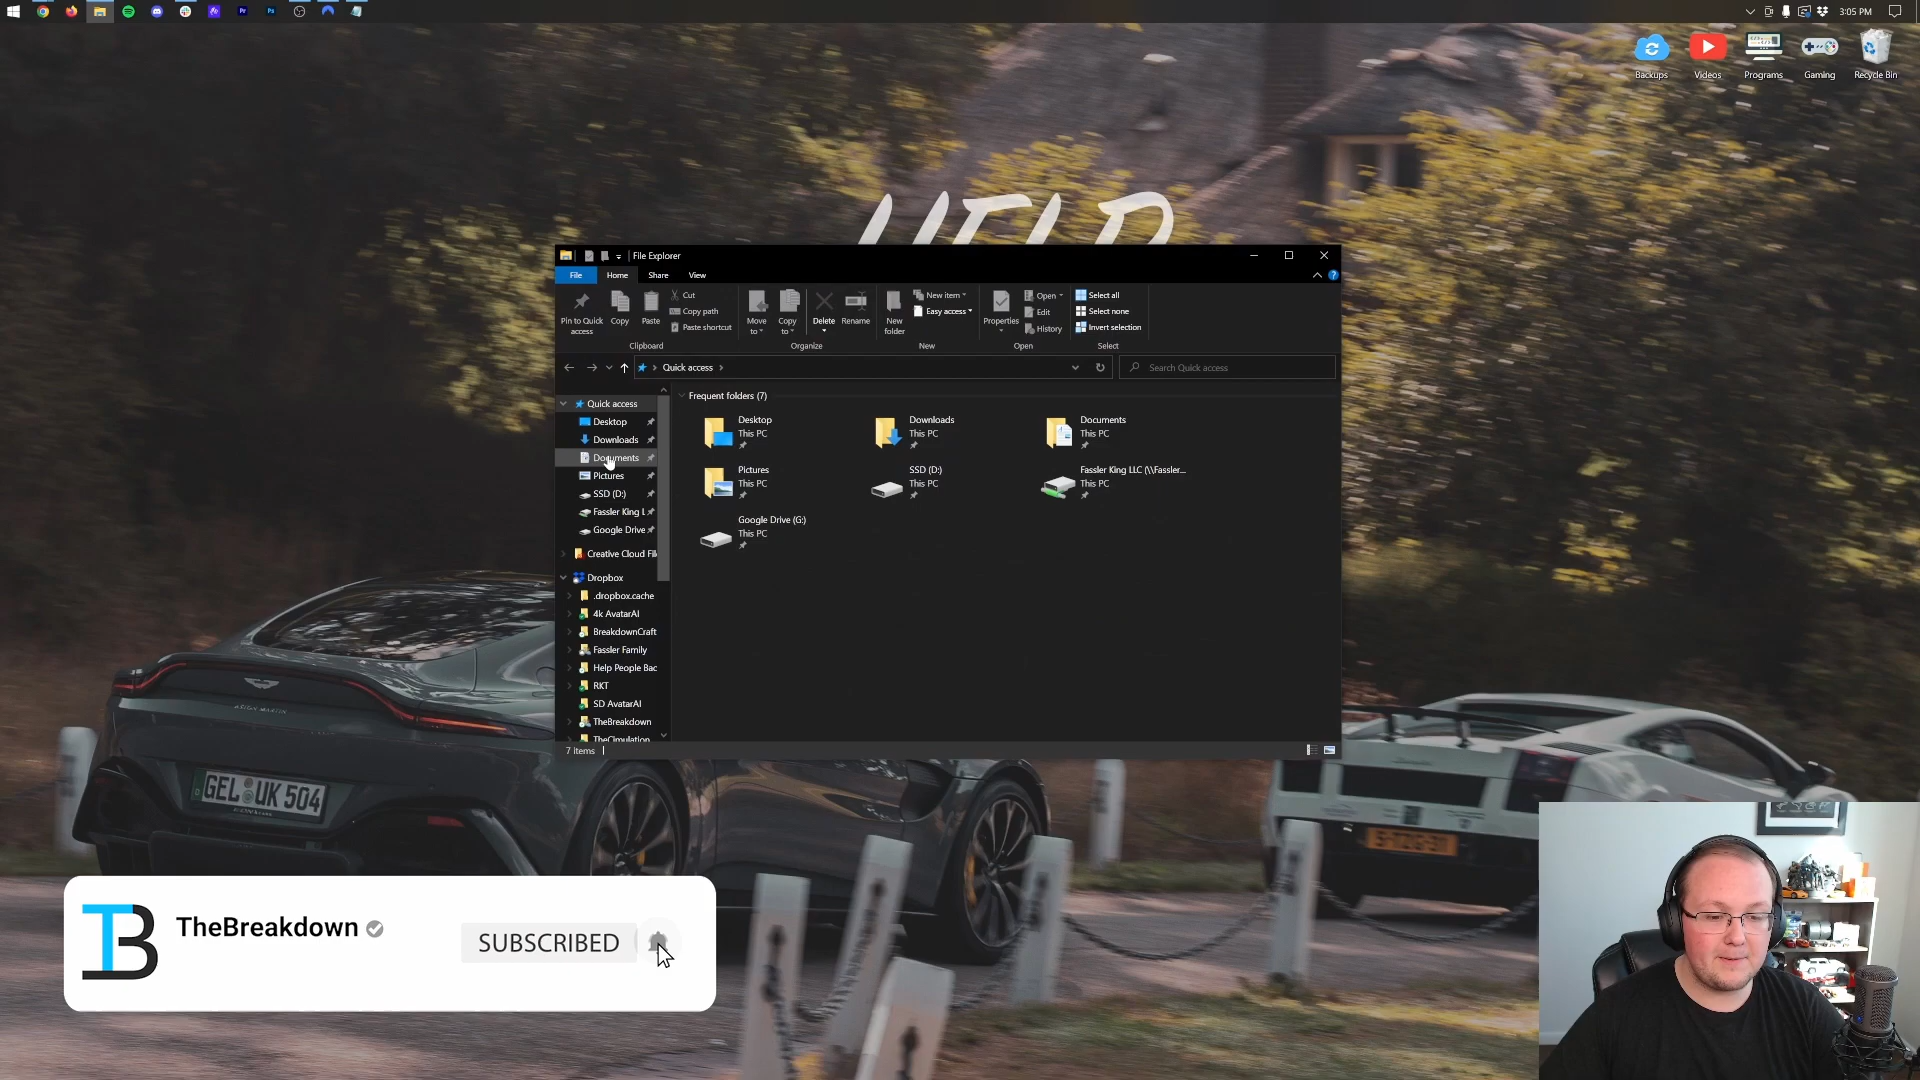 3:05 PM
Backups
Videos
Programs
Gaming
Recycle Bin
HELP
File Explorer
File
Home
Share
View
Pin to Quick access
Copy
Paste
Cut
Copy path
Paste shortcut
Clipboard
Move to
Copy to
Delete
Rename
Organize
New folder
New item
Easy access
New
Properties
Open
Edit
History
Open
Select all
Select none
Invert selection
Select
Quick access
Search Quick access
Quick access
Desktop
Downloads
Documents
Pictures
SSD (D:)
Fassler King L
Google Drive
Creative Cloud Fil
Dropbox
.dropbox.cache
4k AvatarAI
BreakdownCraft
Fassler Family
Help People Bac
RKT
SD AvatarAI
TheBreakdown
TheCimulation
Frequent folders (7)
Desktop
This PC
Downloads
This PC
Documents
This PC
Pictures
This PC
SSD (D:)
This PC
Fassler King LLC (\\Fassler...
This PC
Google Drive (G:)
This PC
7 items
ASTON MARTIN
GEL UK 504
TB
TheBreakdown
SUBSCRIBED